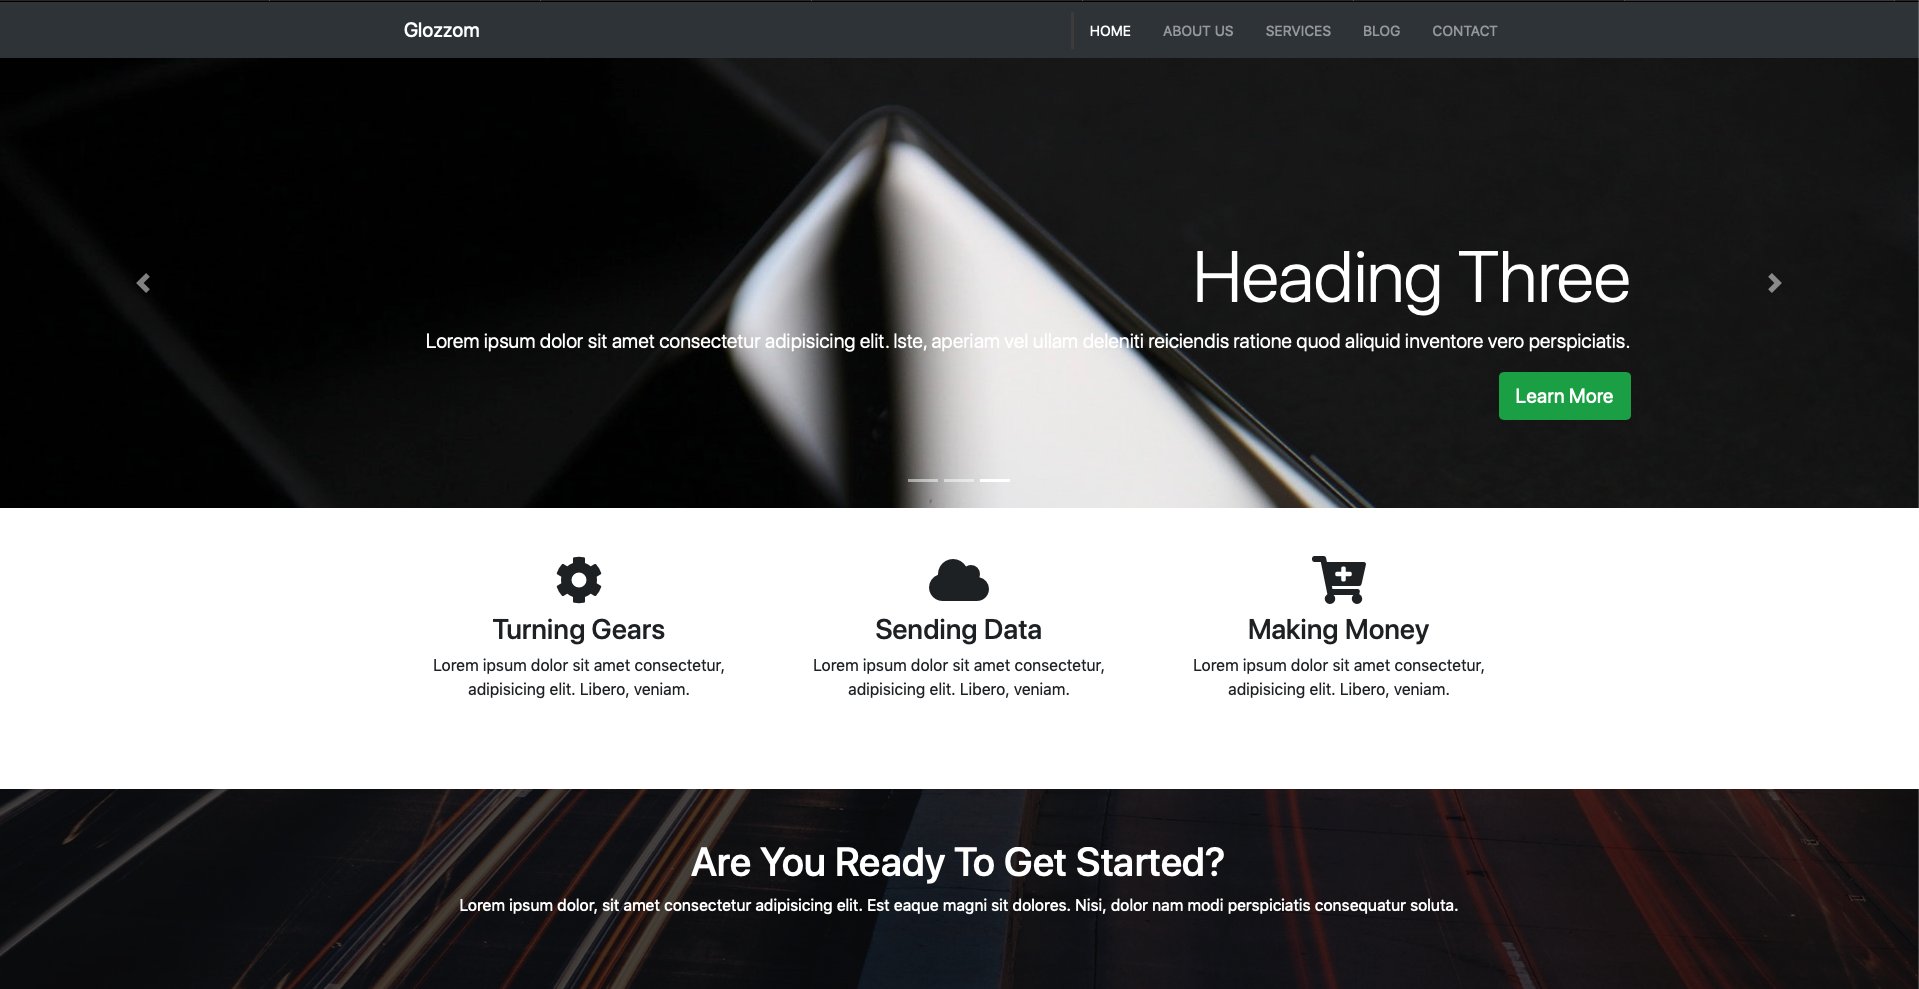 Glozzom
HOME ABOUT US SERVICES BLOG CONTACT
Heading Three
Lorem ipsum dolor sit amet consectetur adipisicing elit. Iste, aperiam vel ullam deleniti reiciendis ratione quod aliquid inventore vero perspiciatis.
Learn More
Turning Gears
Lorem ipsum dolor sit amet consectetur,
adipisicing elit. Libero, veniam.
Sending Data
Lorem ipsum dolor sit amet consectetur,
adipisicing elit. Libero, veniam.
Making Money
Lorem ipsum dolor sit amet consectetur,
adipisicing elit. Libero, veniam.
Are You Ready To Get Started?
Lorem ipsum dolor, sit amet consectetur adipisicing elit. Est eaque magni sit dolores. Nisi, dolor nam modi perspiciatis consequatur soluta.